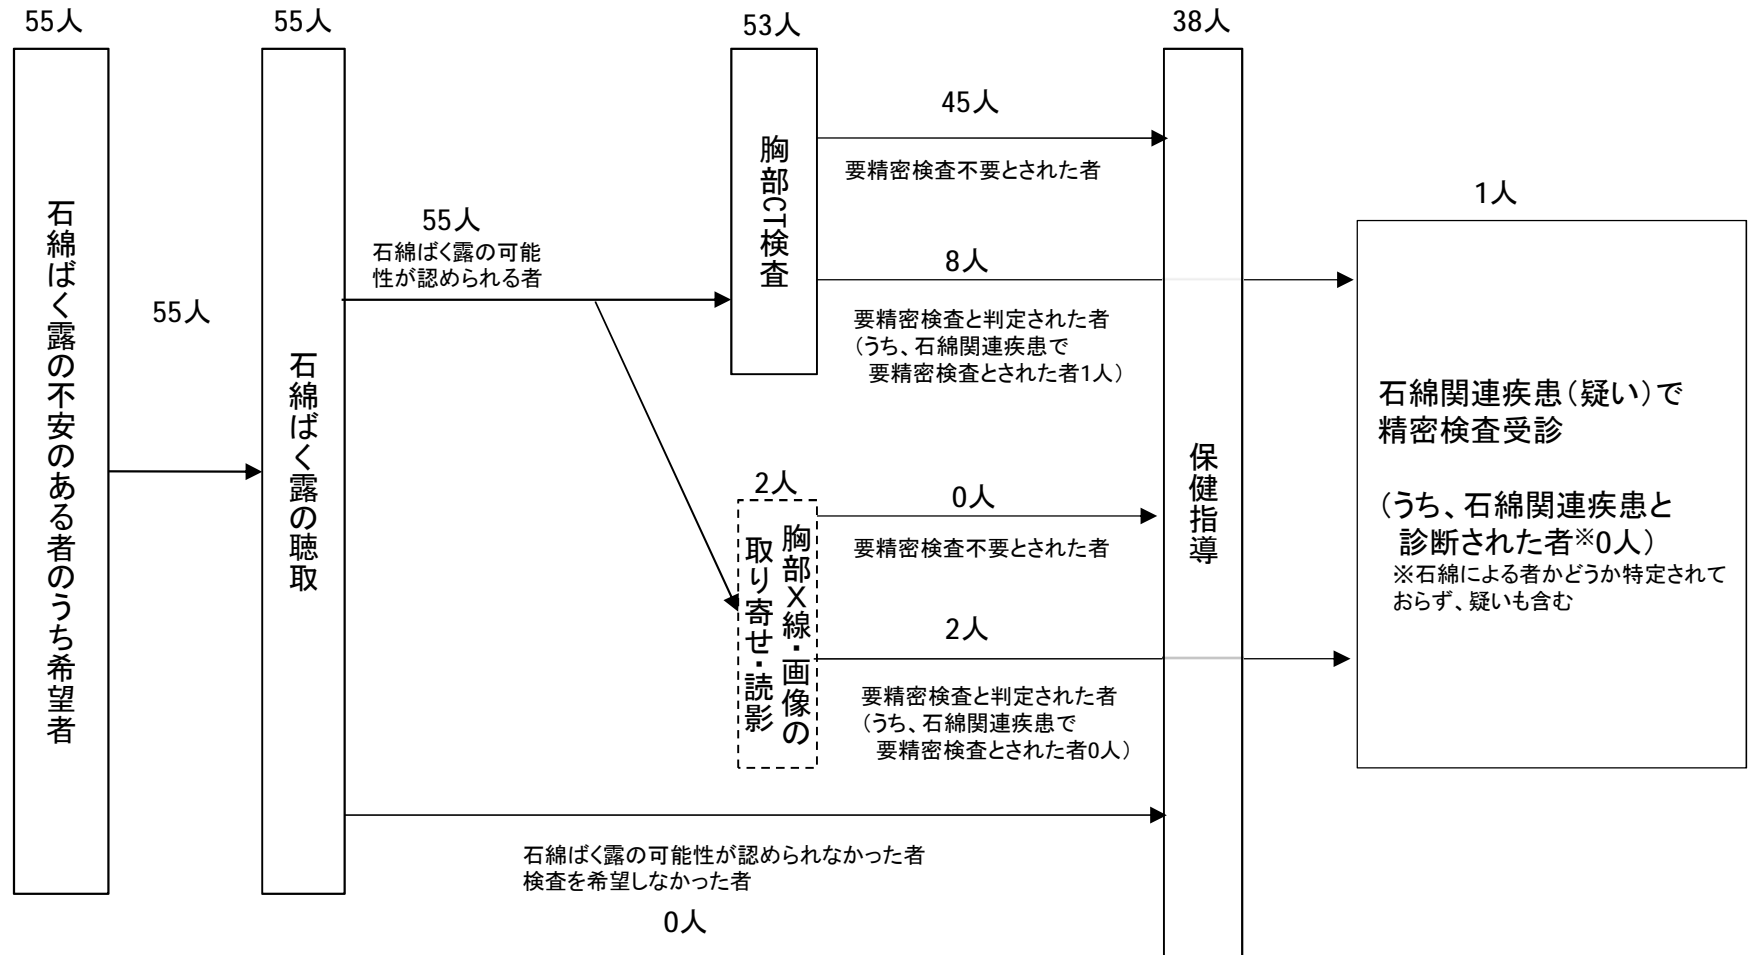 55人
石綿ばく露の不安のある者のうち希望者
55人
55人
石綿ばく露の聴取
55人
石綿ばく露の可能
性が認められる者
53人
胸部CT検査
45人
要精密検査不要とされた者
8人
要精密検査と判定された者
（うち、石綿関連疾患で
要精密検査とされた者1人）
2人
胸部X線・画像の
取り寄せ・読影
0人
要精密検査不要とされた者
2人
要精密検査と判定された者
（うち、石綿関連疾患で
要精密検査とされた者0人）
石綿ばく露の可能性が認められなかった者
検査を希望しなかった者
0人
38人
保健指導
1人
石綿関連疾患（疑い）で
精密検査受診
（うち、石綿関連疾患と
診断された者※0人）
※石綿による者かどうか特定されて
おらず、疑いも含む